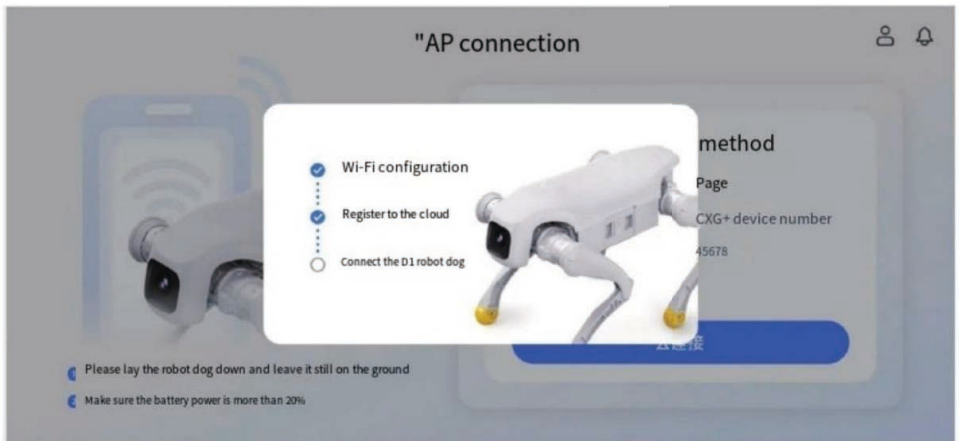 "AP connection
Wi-Fi configuration
Register to the cloud
Connect the D1 robot dog
method
Page
CXG+ device number
45678
连接
Please lay the robot dog down and leave it still on the ground
Make sure the battery power is more than 20%